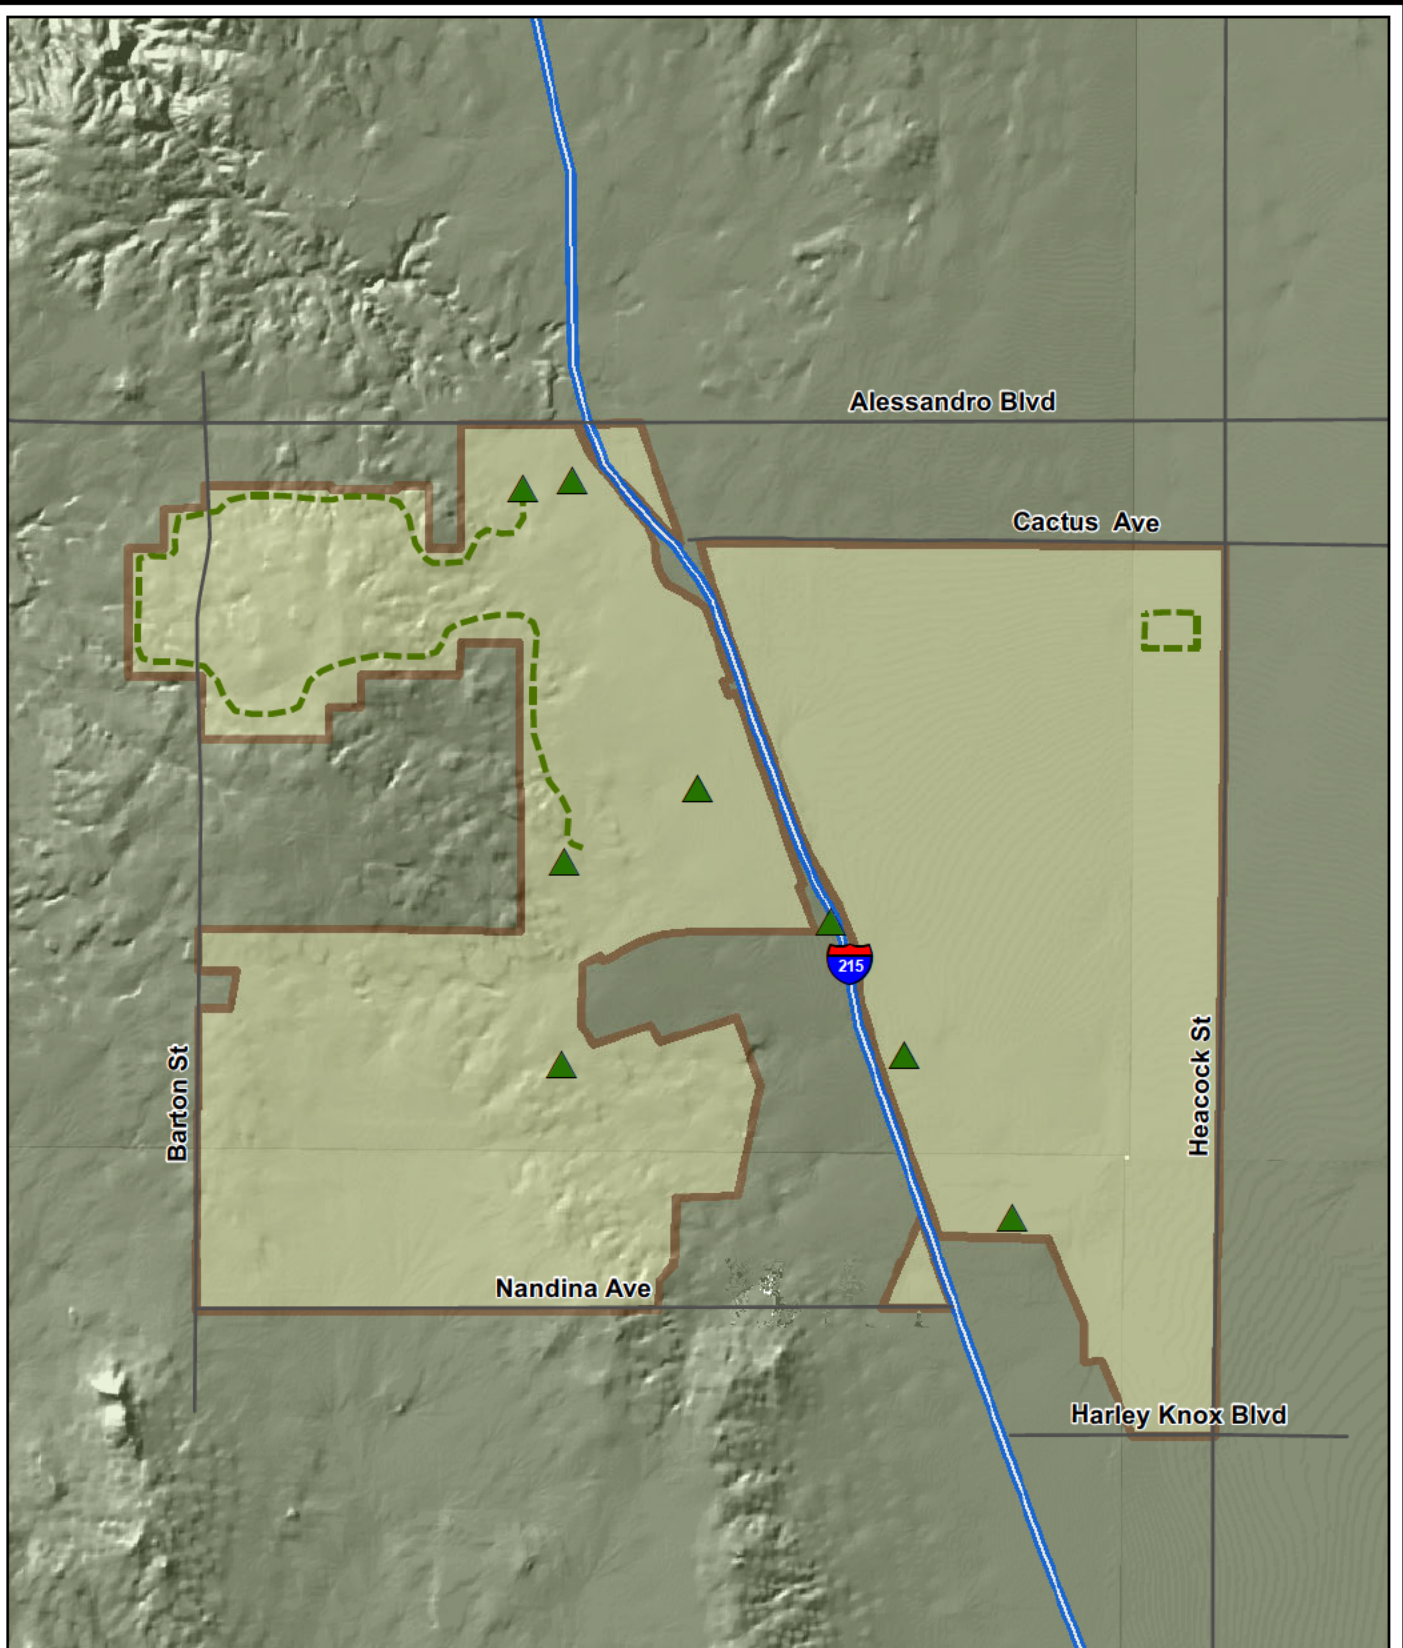 Alessandro Blvd
Cactus Ave
215
Barton St
Heacock St
Nandina Ave
Harley Knox Blvd